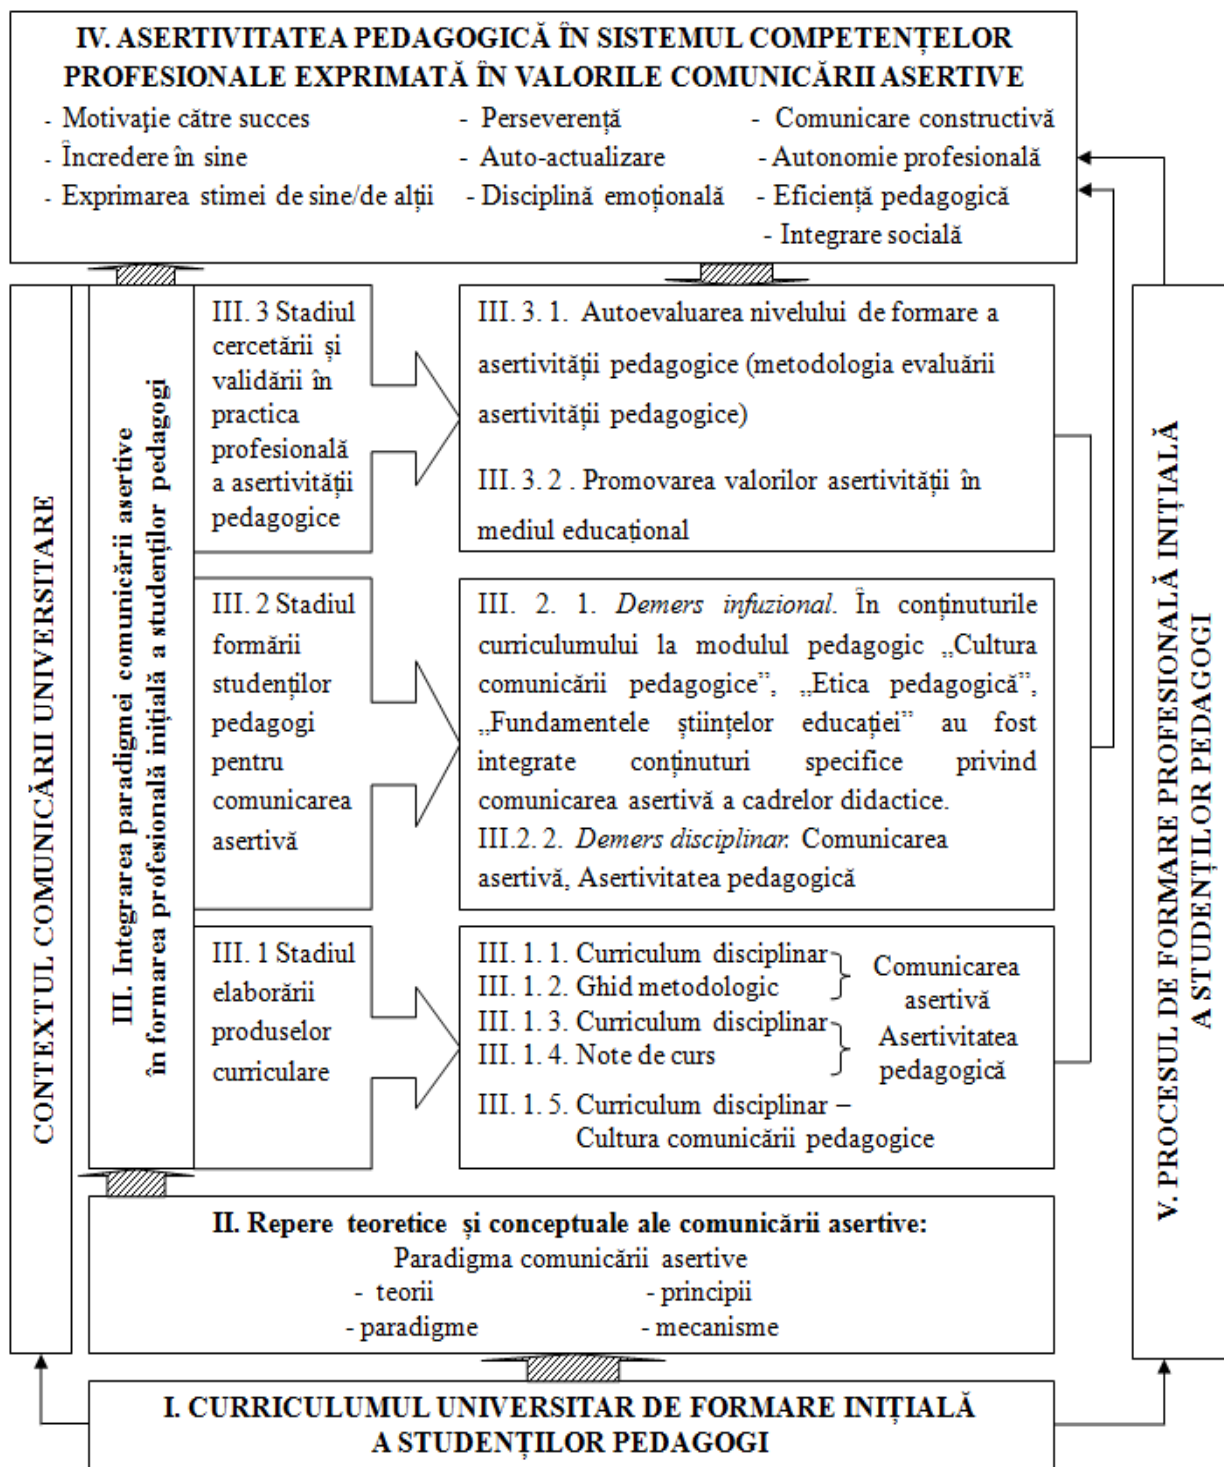 IV. ASERTIVITATEA PEDAGOGICĂ ÎN SISTEMUL COMPETENȚELOR
PROFESIONALE EXPRIMATĂ ÎN VALORILE COMUNICĂRII ASERTIVE
- Motivație către succes
- Încredere în sine
- Exprimarea stimei de sine/de alții
- Perseverență
- Auto-actualizare
- Disciplină emoțională
- Comunicare constructivă
- Autonomie profesională
- Eficiență pedagogică
- Integrare socială
CONTEXTUL COMUNICĂRII UNIVERSITARE
III. Integrarea paradigmei comunicării asertive
în formarea profesională inițială a studenților pedagogi
III. 3 Stadiul
cercetării și
validării în
practica
profesională
a asertivității
pedagogice
III. 3. 1. Autoevaluarea nivelului de formare a
asertivității pedagogice (metodologia evaluării
asertivității pedagogice)
III. 3. 2 . Promovarea valorilor asertivității în
mediul educațional
III. 2 Stadiul
formării
studenților
pedagogi
pentru
comunicarea
asertivă
III. 2. 1. Demers infuzional. În conținuturile
curriculumului la modulul pedagogic „Cultura
comunicării pedagogice”, „Etica pedagogică”,
„Fundamentele științelor educației” au fost
integrate conținuturi specifice privind
comunicarea asertivă a cadrelor didactice.
III.2. 2. Demers disciplinar. Comunicarea
asertivă, Asertivitatea pedagogică
III. 1 Stadiul
elaborării
produselor
curriculare
III. 1. 1. Curriculum disciplinar
III. 1. 2. Ghid metodologic
Comunicarea
asertivă
III. 1.3. Curriculum disciplinar
III. 1. 4. Note de curs
Asertivitatea
pedagogică
III. 1. 5. Curriculum disciplinar –
Cultura comunicării pedagogice
V. PROCESUL DE FORMARE PROFESIONALĂ INIȚIALĂ
A STUDENȚILOR PEDAGOGI
II. Repere teoretice și conceptuale ale comunicării asertive:
Paradigma comunicării asertive
- teorii
- principii
- paradigme
- mecanisme
I. CURRICULUMUL UNIVERSITAR DE FORMARE INIȚIALĂ
A STUDENȚILOR PEDAGOGI